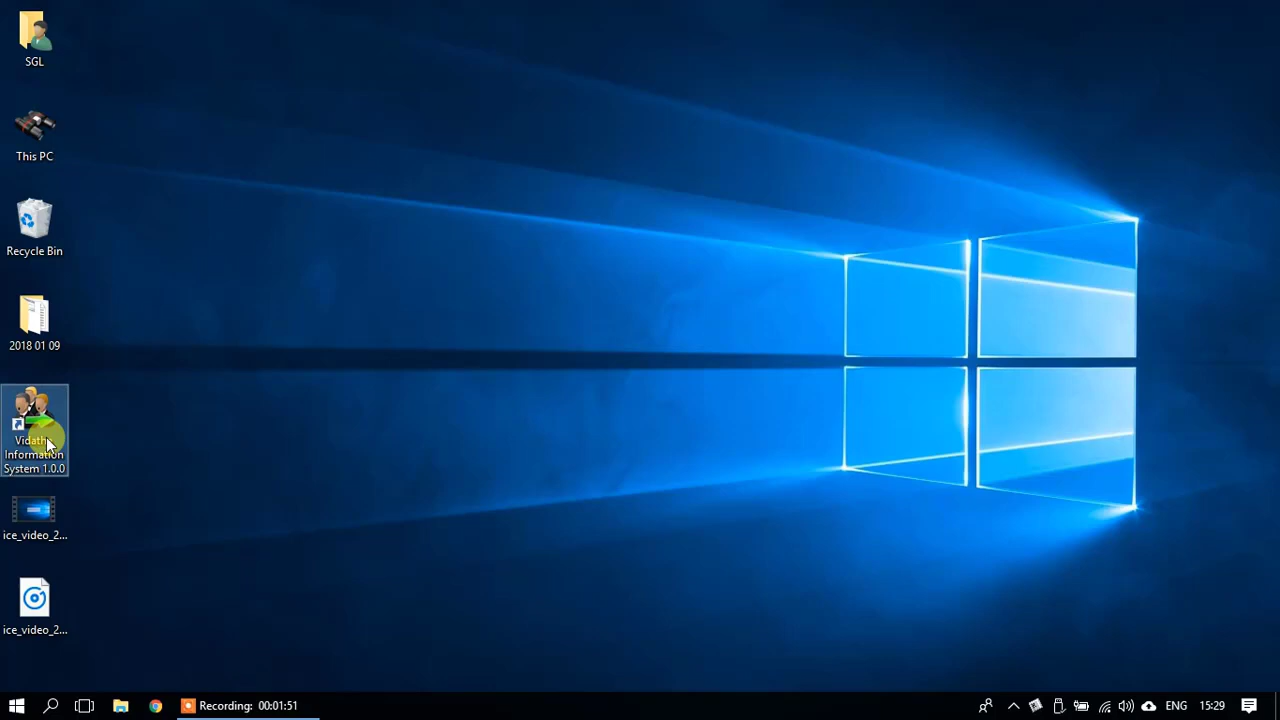 SGL
This PC
Recycle Bin
2018 01 09
Information
System 1.0.0
ice_video_2...
ice_video_2...
Recording: 00:01:51
ENG
15:29